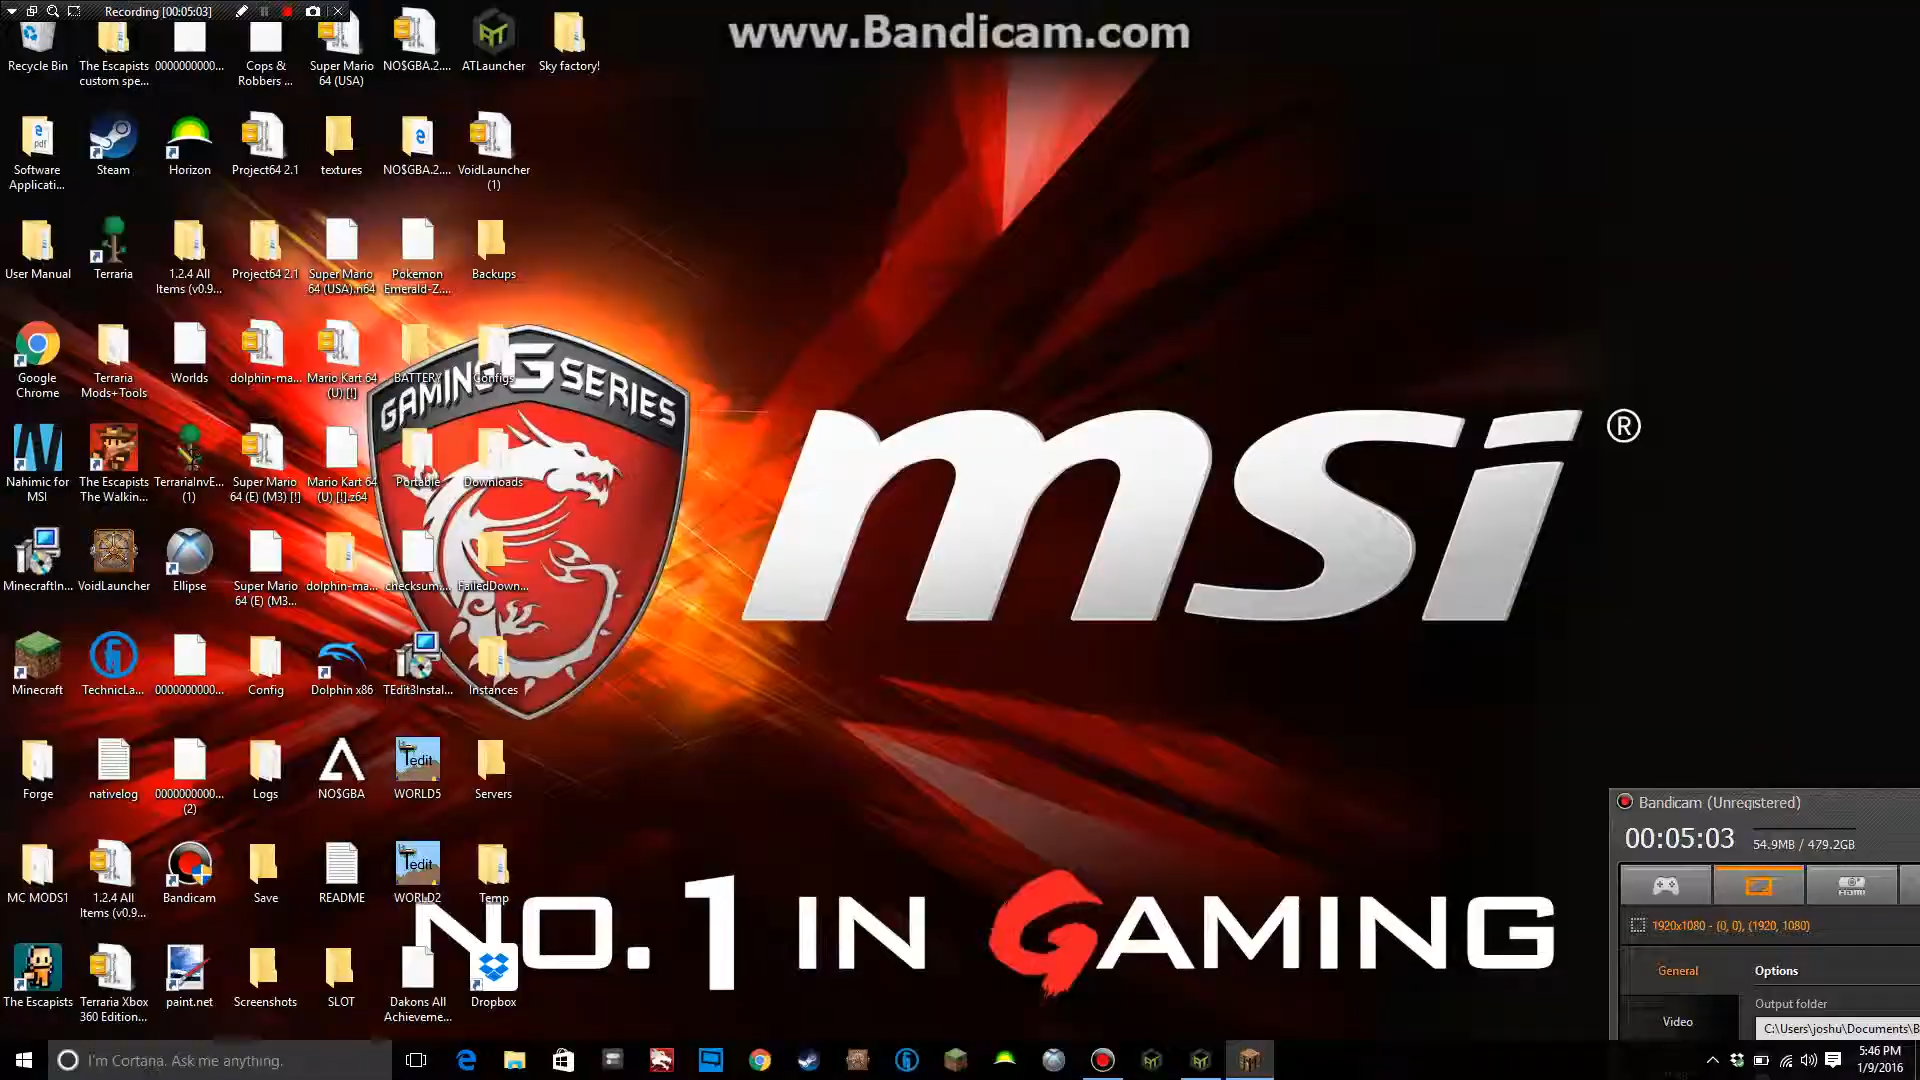 Recording [00:05:03]
www.Bandicam.com
Recycle Bin
The Escapists
custom spe...
0000000000...
Cops &
Robbers ...
Super Mario
64 (USA)
NO$GBA.2....
ATLauncher
Sky factory!
Software
Applicati...
Steam
Horizon
Project64 2.1
textures
NO$GBA.2....
VoidLauncher
(1)
User Manual
Terraria
1.2.4 All
Items (v0.9...
Project64 2.1
Super Mario
64 (USA).n64
Pokemon
Emerald-Z....
Backups
Google
Chrome
Terraria
Mods+Tools
Worlds
dolphin-ma...
Mario Kart 64
(U) [!]
BATTERY
Configs
GAMING G SERIES
msi
®
Nahimic for
MSI
The Escapists
The Walkin...
TerrariaInvE...
(1)
Super Mario
64 (E) (M3) [!]
Mario Kart 64
(U) [!].z64
Portable
Downloads
MinecraftIn...
VoidLauncher
Ellipse
Super Mario
64 (E) (M3...
dolphin-ma...
checksum...
FailedDown...
Minecraft
TechnicLa...
0000000000...
Config
Dolphin x86
TEdit3Instal...
Instances
Forge
nativelog
0000000000...
(2)
Logs
NO$GBA
Tedit
WORLD5
Servers
MC MODS1
1.2.4 All
Items (v0.9...
Bandicam
Save
README
Tedit
WORLD2
Temp
The Escapists
Terraria Xbox
360 Edition...
paint.net
Screenshots
SLOT
Dakons All
Achieveme...
Dropbox
NO.1 IN GAMING
Bandicam (Unregistered)
00:05:03
54.9MB / 479.2GB
HDMI
1920x1080 - (0, 0), (1920, 1080)
General
Options
Output folder
Video
C:\Users\joshu\Documents\B
I'm Cortana. Ask me anything.
5:46 PM
1/9/2016